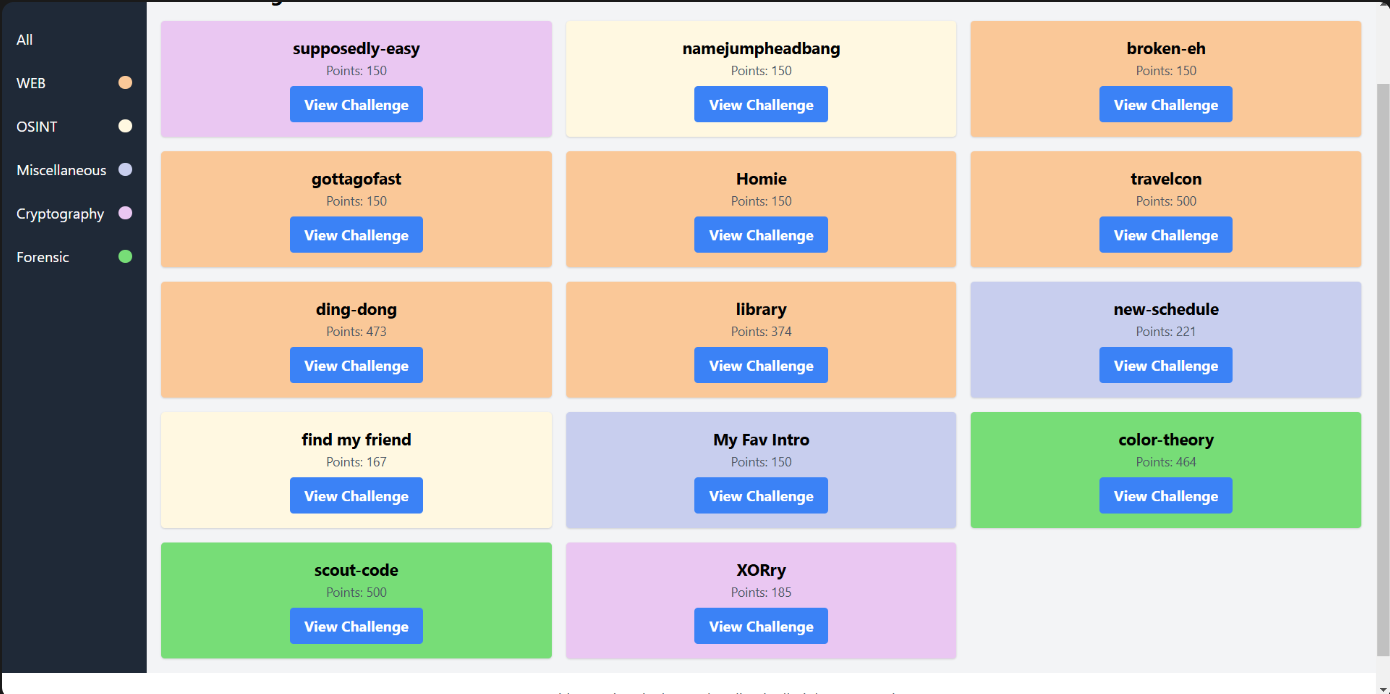 All
WEB
OSINT
Miscellaneous
Cryptography
Forensic
supposedly-easy
Points: 150
View Challenge
namejumpheadbang
Points: 150
View Challenge
broken-eh
Points: 150
View Challenge
gottagofast
Points: 150
View Challenge
Homie
Points: 150
View Challenge
travelcon
Points: 500
View Challenge
ding-dong
Points: 473
View Challenge
library
Points: 374
View Challenge
new-schedule
Points: 221
View Challenge
find my friend
Points: 167
View Challenge
My Fav Intro
Points: 150
View Challenge
color-theory
Points: 464
View Challenge
scout-code
Points: 500
View Challenge
XORry
Points: 185
View Challenge